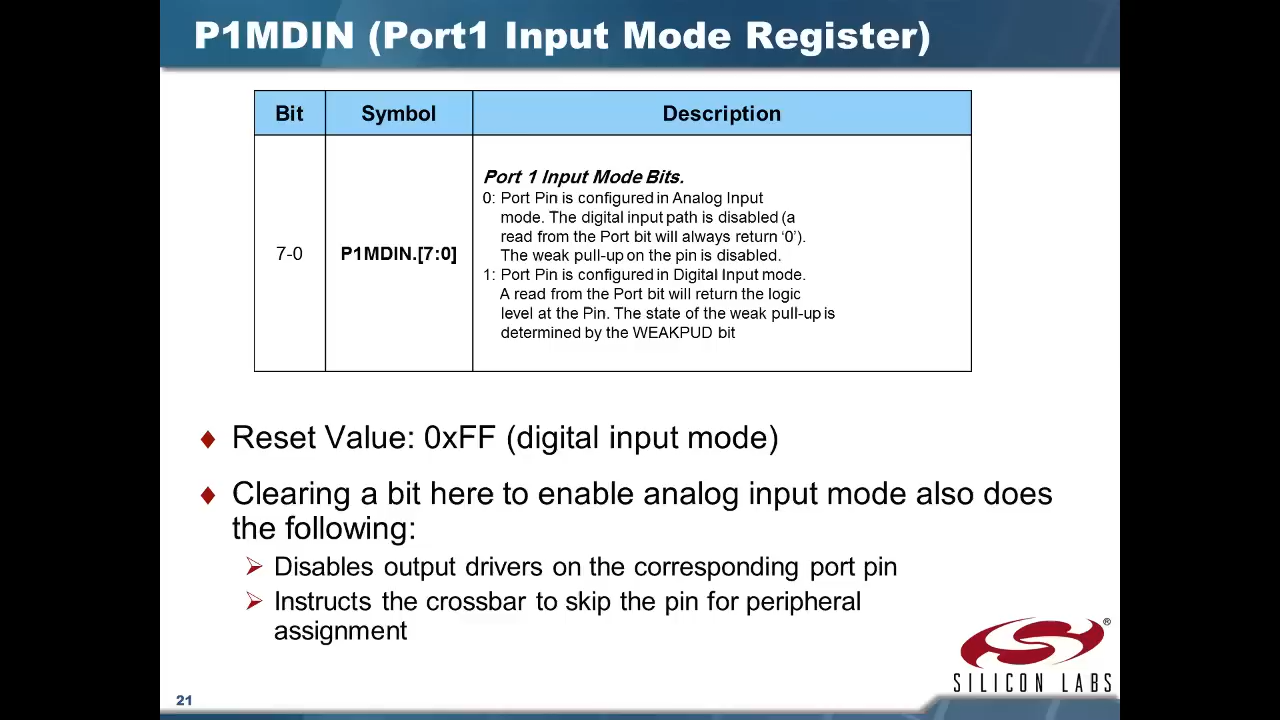 P1MDIN (Port1 Input Mode Register)
Bit Symbol Description
Port 1 Input Mode Bits.
0: Port Pin is configured in Analog Input
mode. The digital input path is disabled (a
read from the Port bit will always return ‘0’).
The weak pull-up on the pin is disabled.
7-0 P1MDIN.[7:0]
1: Port Pin is configured in Digital Input mode.
A read from the Port bit will return the logic
level at the Pin. The state of the weak pull-up is
determined by the WEAKPUD bit
Reset Value: 0xFF (digital input mode)
Clearing a bit here to enable analog input mode also does
the following:
Disables output drivers on the corresponding port pin
Instructs the crossbar to skip the pin for peripheral
assignment
®
SILICON LABS
21